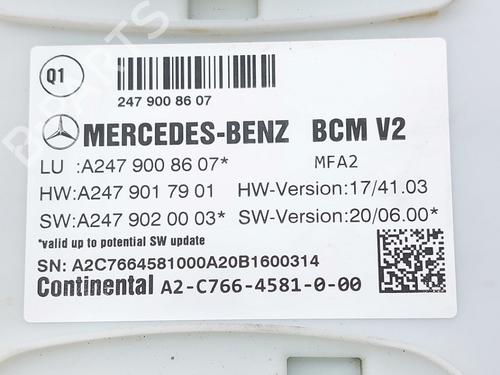 Q1
247 900 86 07
MERCEDES-BENZ BCM V2
LU :A247 900 86 07* MFA2
HW:A247 901 79 01 HW-Version:17/41.03
SW:A247 902 00 03* SW-Version:20/06.00*
*valid up to potential SW update
SN: A2C7664581000A20B1600314
Continental A2-C766-4581-0-00